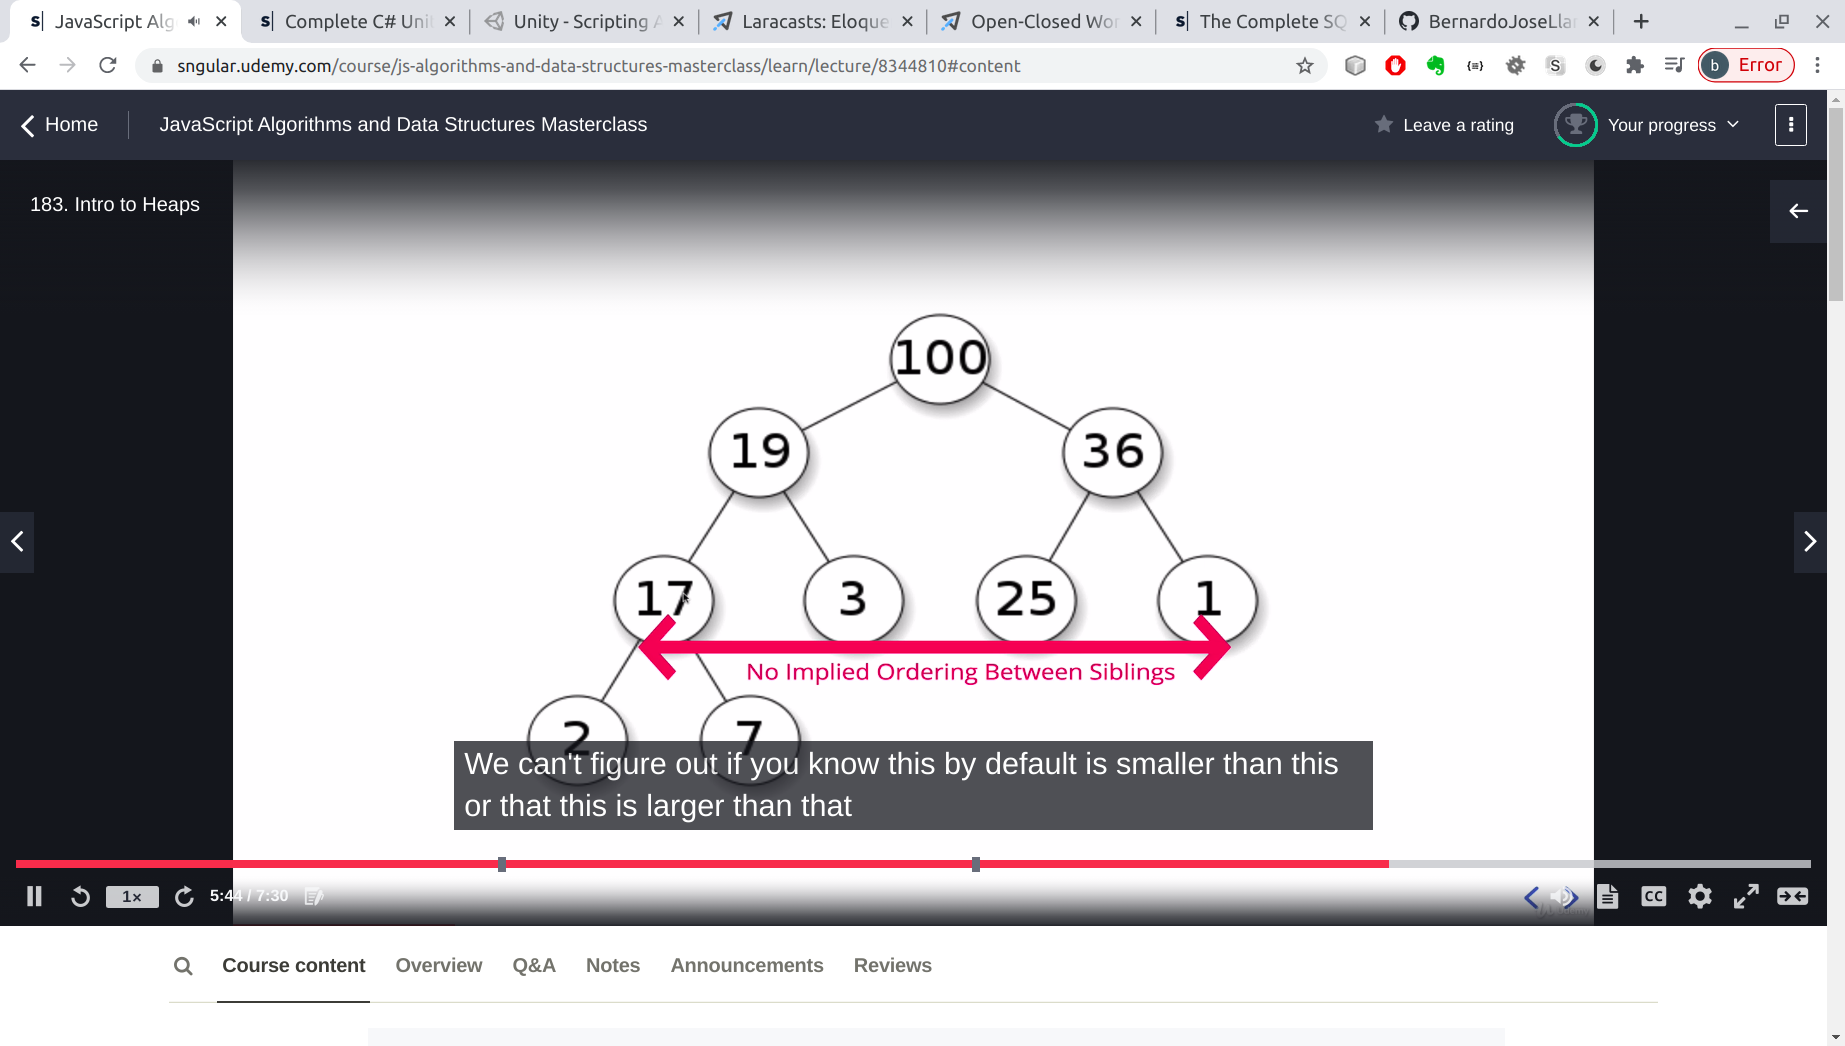 JavaScript Alg
Complete C# Uni
Unity - Scripting A
Laracasts: Eloque
Open-Closed Wor
The Complete SQ
BernardoJoseLlar
sngular.udemy.com/course/js-algorithms-and-data-structures-masterclass/learn/lecture/8344810#content
b Error
Home
JavaScript Algorithms and Data Structures Masterclass
Leave a rating
Your progress
183. Intro to Heaps
100
19
36
17
3
25
1
No Implied Ordering Between Siblings
2
7
We can't figure out if you know this by default is smaller than this
or that this is larger than that
1×
5:44 / 7:30
CC
Course content
Overview
Q&A
Notes
Announcements
Reviews